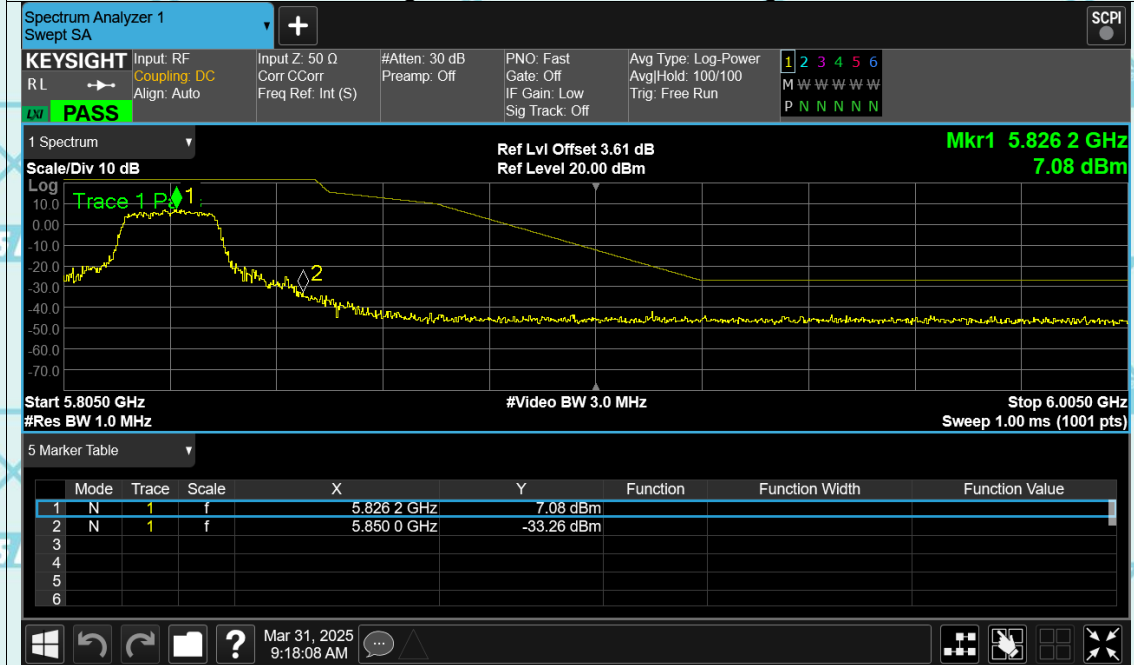 Spectrum Analyzer 1
Swept SA
+
SCPI
KEYSIGHT Input: RF Input Z: 50 Ω #Atten: 30 dB PNO: Fast Avg Type: Log-Power 1 2 3 4 5 6
RL Coupling: DC Corr CCorr Preamp: Off Gate: Off Avg|Hold: 100/100 M W W W W W W
Align: Auto Freq Ref: Int (S) IF Gain: Low Trig: Free Run P N N N N N N
LXI PASS Sig Track: Off
1 Spectrum
Scale/Div 10 dB
Ref Lvl Offset 3.61 dB
Ref Level 20.00 dBm
Mkr1 5.826 2 GHz
7.08 dBm
Log
Trace 1 P
1
2
10.0
0.00
-10.0
-20.0
-30.0
-40.0
-50.0
-60.0
-70.0
Start 5.8050 GHz #Video BW 3.0 MHz Stop 6.0050 GHz
#Res BW 1.0 MHz Sweep 1.00 ms (1001 pts)
5 Marker Table
Mode Trace Scale X Y Function Function Width Function Value
1 N 1 f 5.826 2 GHz 7.08 dBm
2 N 1 f 5.850 0 GHz -33.26 dBm
3
4
5
6
? Mar 31, 2025
9:18:08 AM